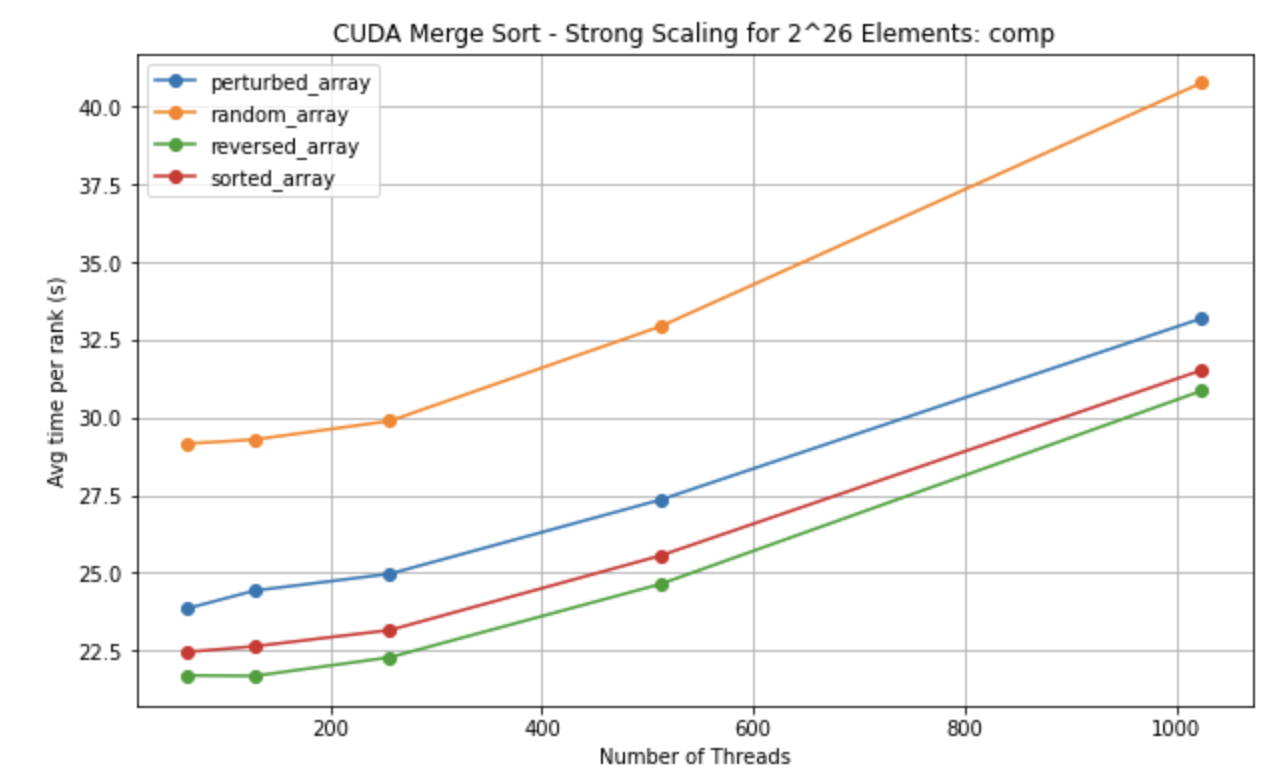 CUDA Merge Sort - Strong Scaling for 2^26 Elements: comp
perturbed_array
random_array
reversed_array
sorted_array
Avg time per rank (s)
40.0
37.5
35.0
32.5
30.0
27.5
25.0
22.5
200 400 600 800 1000
Number of Threads